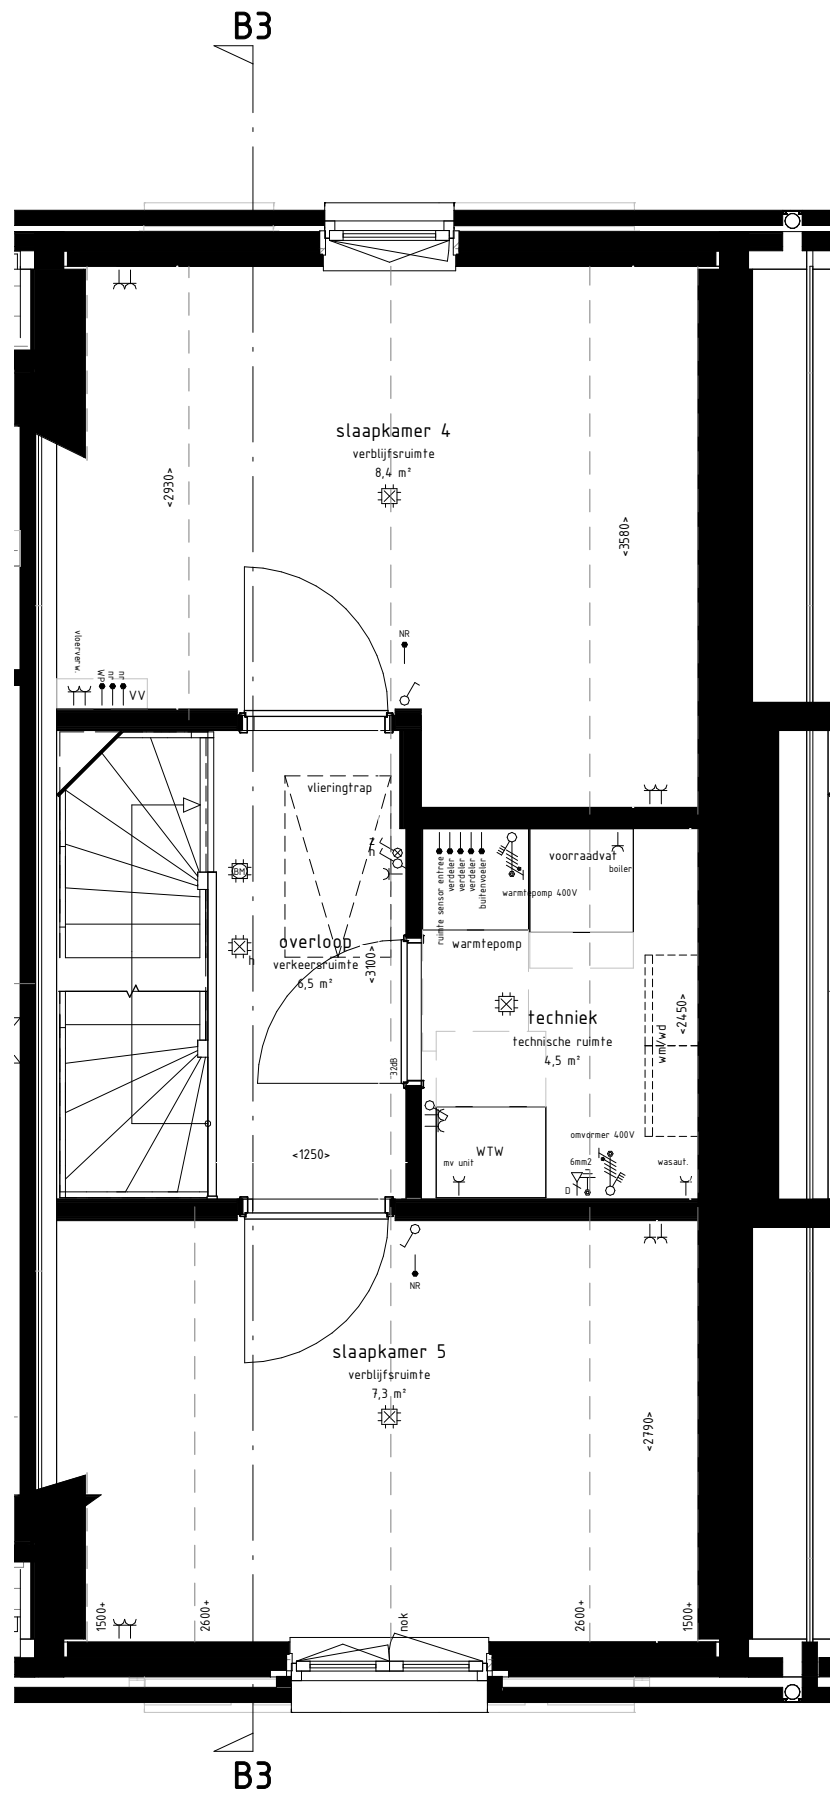 B3
slaapkamer 4
verblijfsruimte
8,4 m²
<2930>
<3580>
NR
vloerverw.
WP
nr
nr
VV
vlieringtrap
z
h
BM
overloop
verkeersruimte
6,5 m²
h
<3100>
32dB
<1250>
ruimte sensor entree
verdeler
verdeler
verdeler
buitenvoeler
warmtepomp 400V
warmtepomp
voorraadvat
boiler
techniek
technische ruimte
4,5 m²
<2450>
wm/wd
WTW
mv unit
omvormer 400V
6mm2
D
wasaut.
NR
slaapkamer 5
verblijfsruimte
7,3 m²
<2790>
1500+
2600+
nok
2600+
1500+
B3